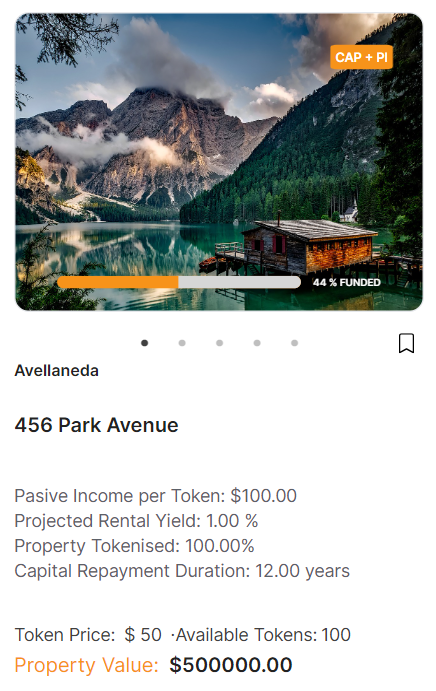 CAP + PI
44 % FUNDED
Avellaneda
456 Park Avenue
Pasive Income per Token: $100.00
Projected Rental Yield: 1.00 %
Property Tokenised: 100.00%
Capital Repayment Duration: 12.00 years
Token Price: $ 50 ·Available Tokens: 100
Property Value: $500000.00